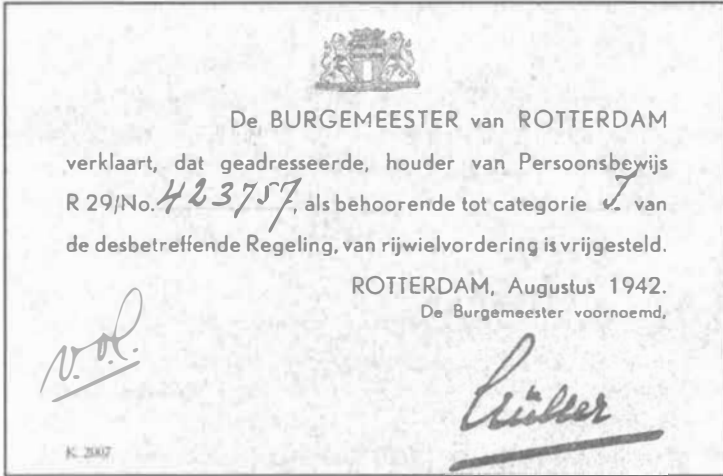 De BURGEMEESTER van ROTTERDAM
verklaart, dat geadresseerde, houder van Persoonsbewijs
R 29/No. 423757, als behoorende tot categorie J. van
de desbetreffende Regeling, van rijwielvordering is vrijgesteld.
ROTTERDAM, Augustus 1942.
De Burgemeester voornoemd,
v.d.
Müller
K. 2007